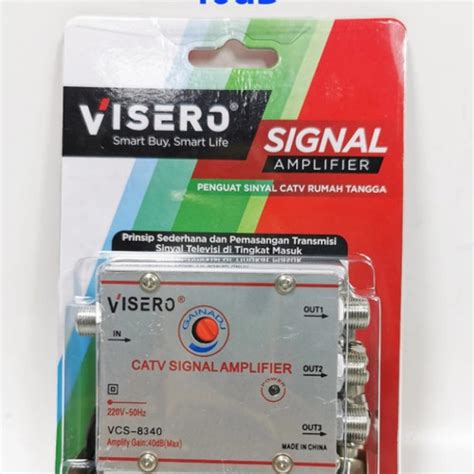 VISERO®
Smart Buy, Smart Life
SIGNAL
AMPLIFIER
PENGUAT SINYAL CATV RUMAH TANGGA
Prinsip Sederhana dan Pemasangan Transmisi
Sinyal Televisi di Tingkat Masuk
VISERO®
GAINADJ
IN
OUT1
CATV SIGNAL AMPLIFIER
OUT2
POWER
220V~50Hz
VCS-8340
Amplify Gain:40dB(Max)
OUT3
MADE IN CHINA